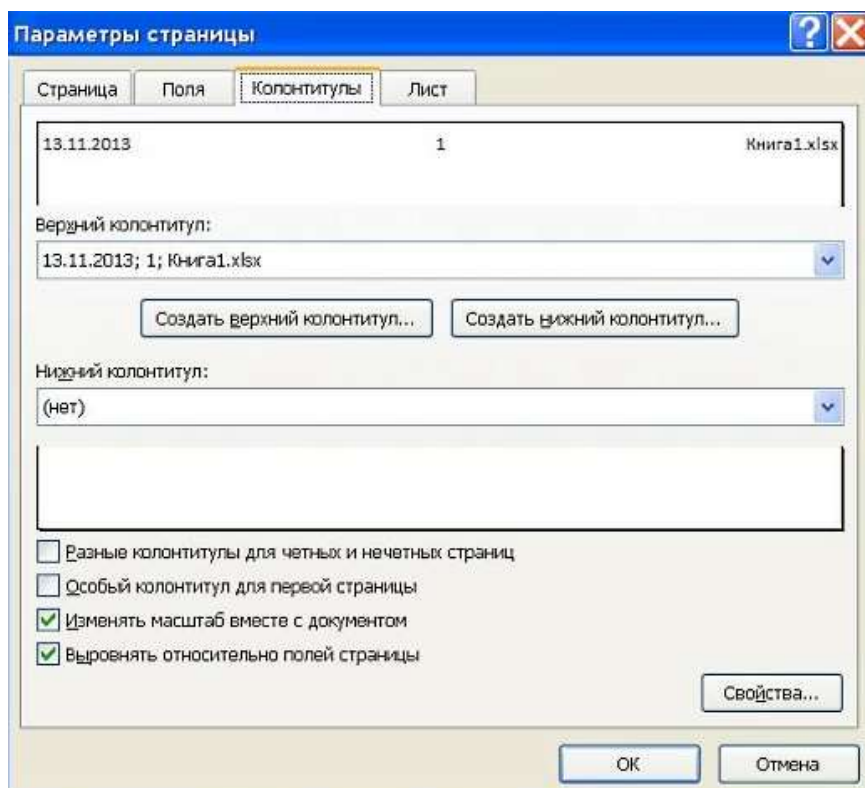 Параметры страницы
Страница Поля Колонтитулы Лист
13.11.2013 1 Книга1.xlsx
Верхний колонтитул:
13.11.2013; 1; Книга1.xlsx
Создать верхний колонтитул... Создать нижний колонтитул...
Нижний колонтитул:
(нет)
Разные колонтитулы для четных и нечетных страниц
Особый колонтитул для первой страницы
Изменять масштаб вместе с документом
Выровнять относительно полей страницы
Свойства...
ОК Отмена